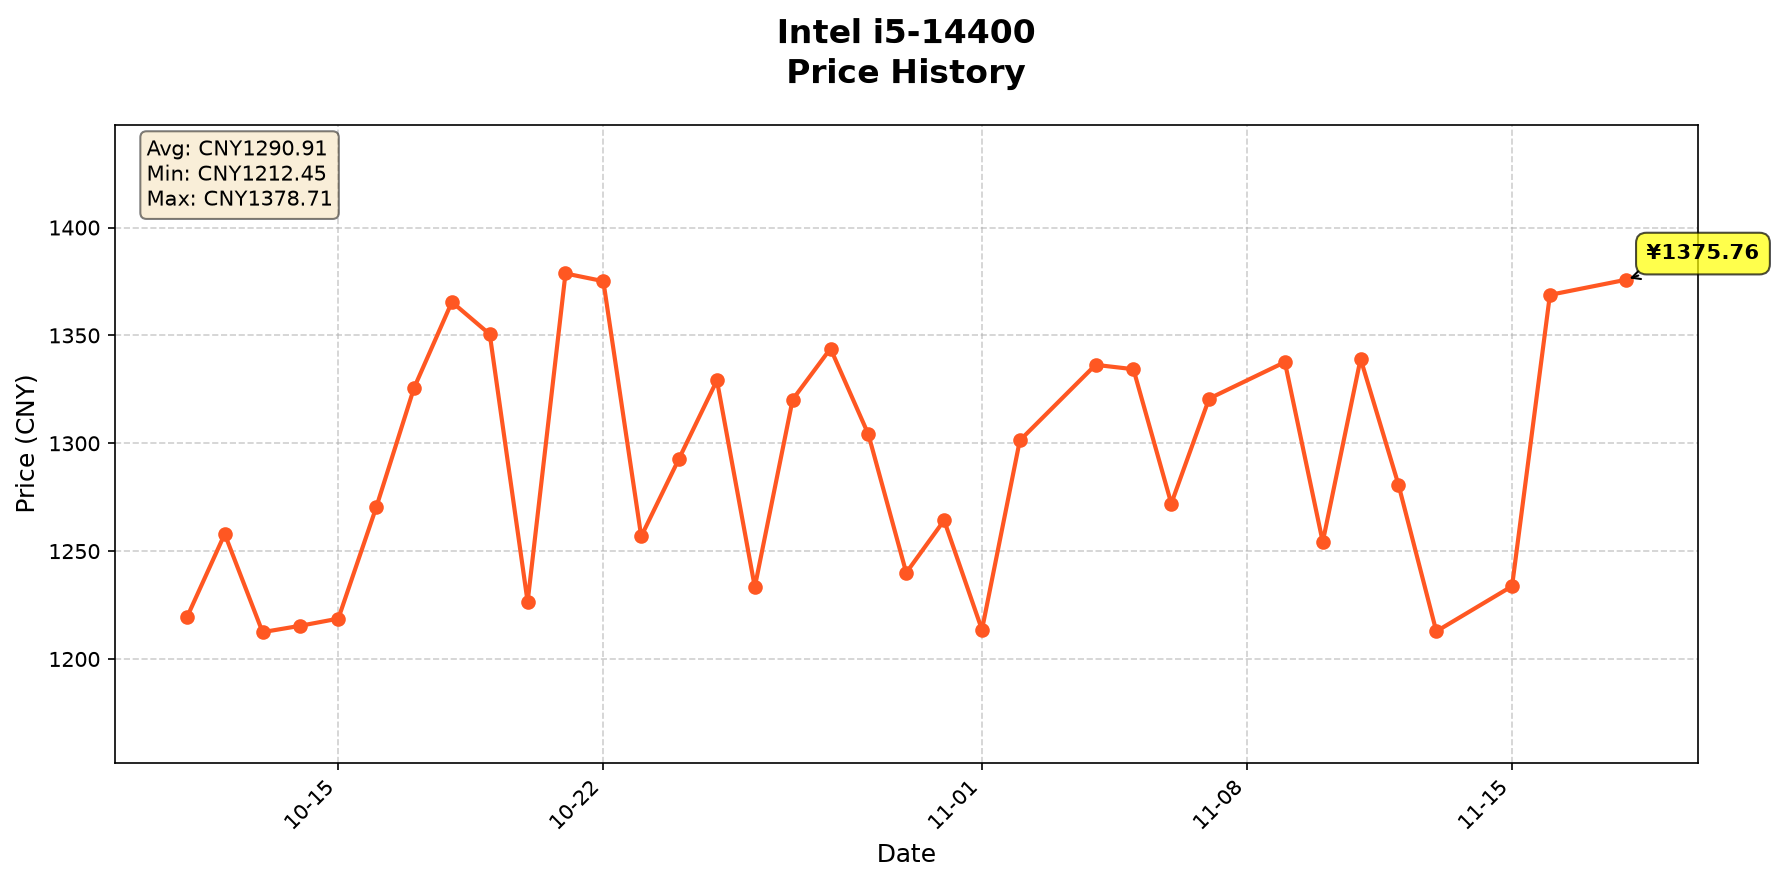 Intel i5-14400
Price History
Avg: CNY1290.91
Min: CNY1212.45
Max: CNY1378.71
¥1375.76
Price (CNY)
1400
1350
1300
1250
1200
10-15
10-22
11-01
11-08
11-15
Date